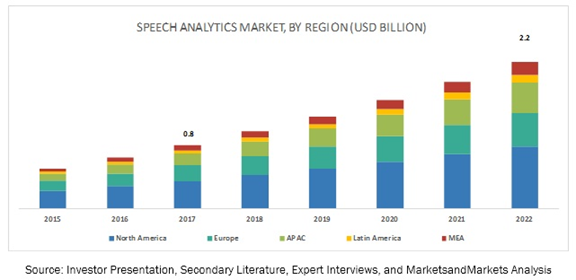 SPEECH ANALYTICS MARKET, BY REGION (USD BILLION)
2.2
0.8
2015 2016 2017 2018 2019 2020 2021 2022
North America Europe APAC Latin America MEA
Source: Investor Presentation, Secondary Literature, Expert Interviews, and MarketsandMarkets Analysis